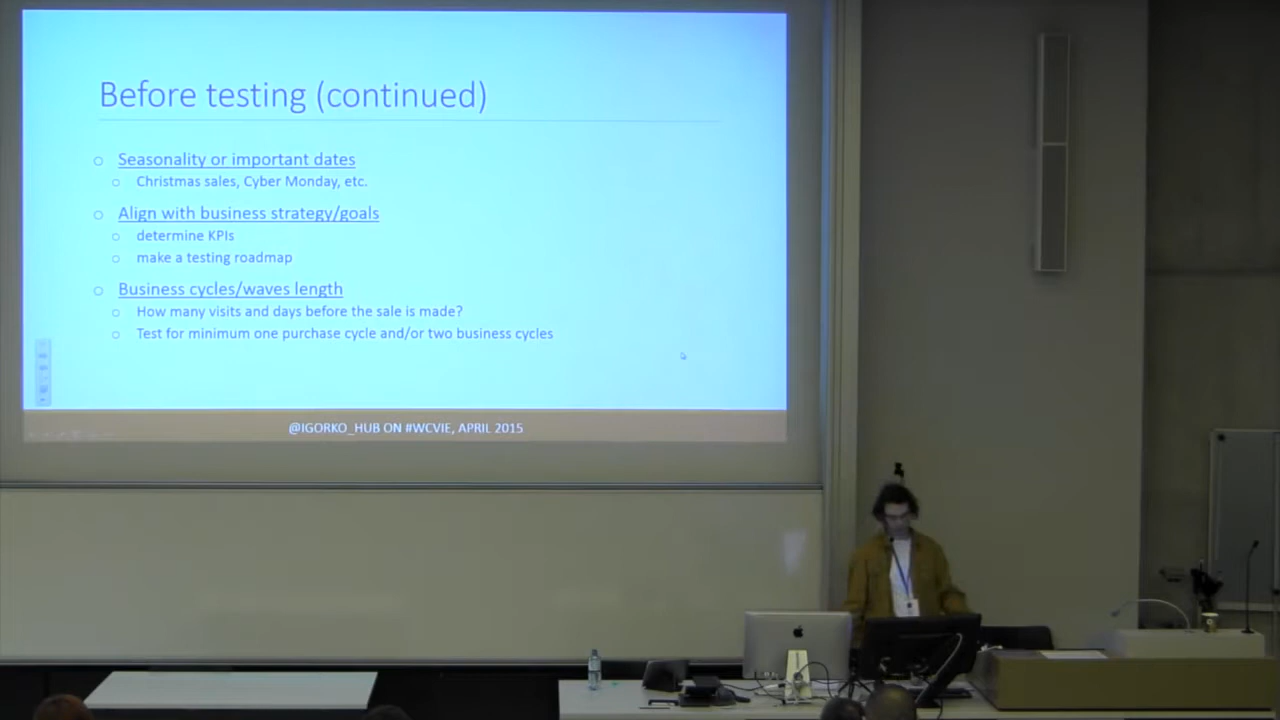 Before testing (continued)
Seasonality or important dates
Christmas sales, Cyber Monday, etc.
Align with business strategy/goals
determine KPIs
make a testing roadmap
Business cycles/waves length
How many visits and days before the sale is made?
Test for minimum one purchase cycle and/or two business cycles
@IGORKO_HUB ON #WCVIE, APRIL 2015